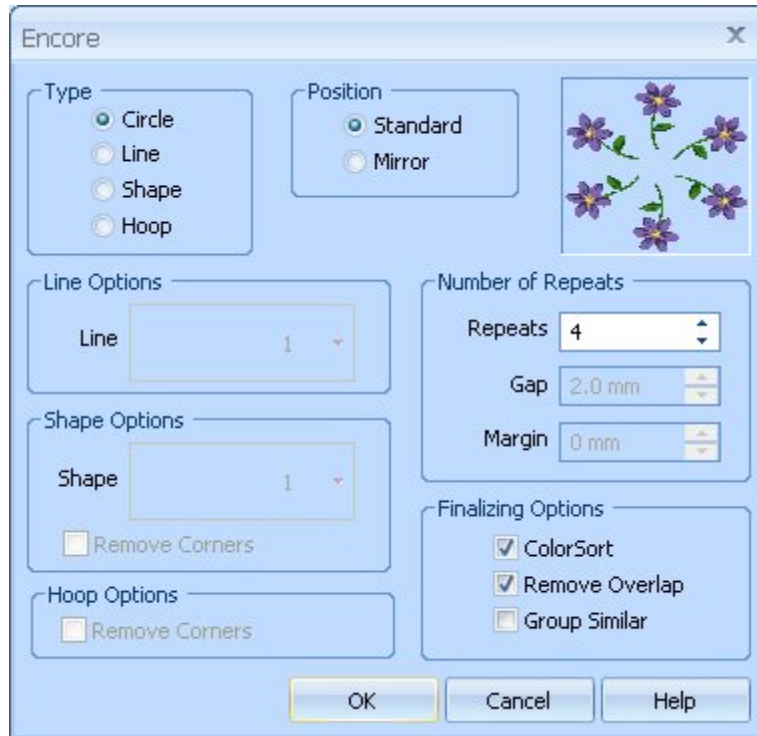 Encore
Type
Circle
Line
Shape
Hoop
Position
Standard
Mirror
Line Options
Line 1
Shape Options
Shape 1
Remove Corners
Hoop Options
Remove Corners
Number of Repeats
Repeats 4
Gap 2.0 mm
Margin 0 mm
Finalizing Options
ColorSort
Remove Overlap
Group Similar
OK Cancel Help